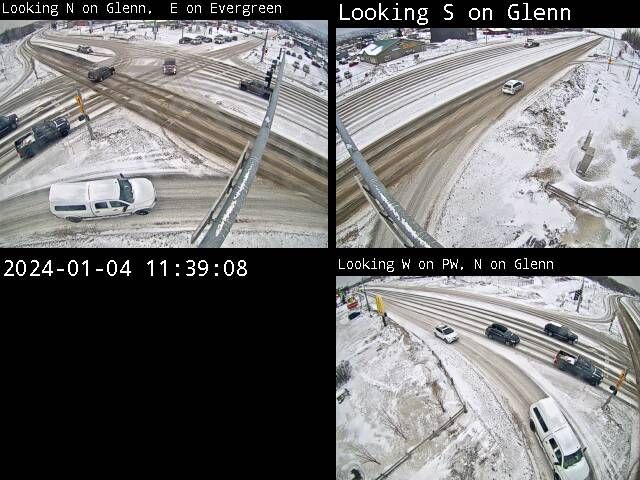 Looking N on Glenn,  E on Evergreen
Looking S on Glenn
2024-01-04 11:39:08
Looking W on PW, N on Glenn